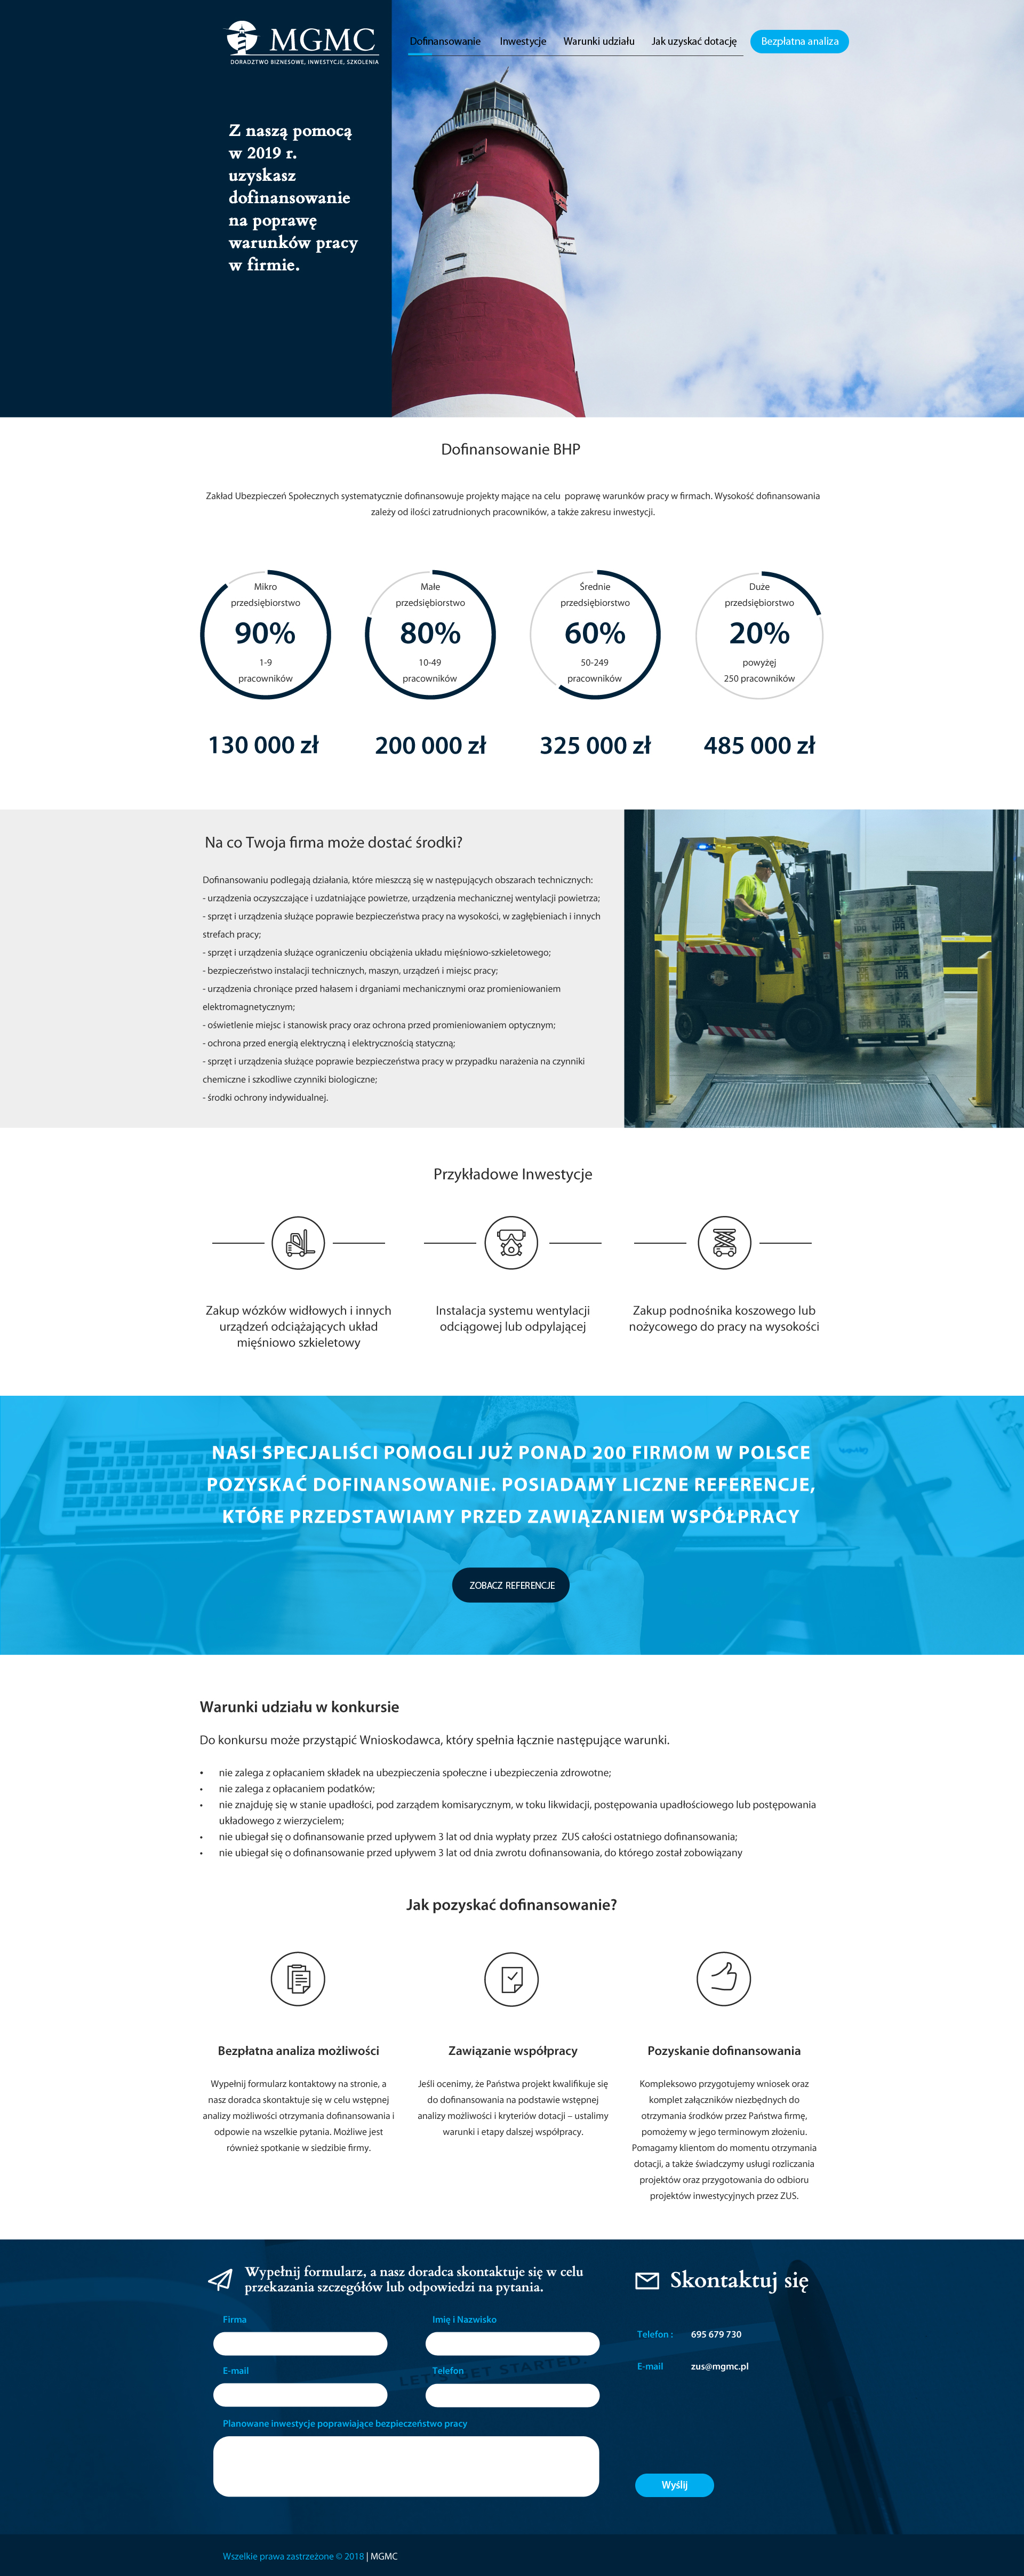 MGMC
DORADZTWO BIZNESOWE, INWESTYCJE, SZKOLENIA
Dofinansowanie
Inwestycje
Warunki udziału
Jak uzyskać dotację
Bezpłatna analiza
Z naszą pomocą
w 2019 r.
uzyskasz
dofinansowanie
na poprawę
warunków pracy
w firmie.
Dofinansowanie BHP
Zakład Ubezpieczeń Społecznych systematycznie dofinansowuje projekty mające na celu poprawę warunków pracy w firmach. Wysokość dofinansowania
zależy od ilości zatrudnionych pracowników, a także zakresu inwestycji.
Mikro
przedsiębiorstwo
90%
1-9
pracowników
130 000 zł
Małe
przedsiębiorstwo
80%
10-49
pracowników
200 000 zł
Średnie
przedsiębiorstwo
60%
50-249
pracowników
325 000 zł
Duże
przedsiębiorstwo
20%
powyżej
250 pracowników
485 000 zł
Na co Twoja firma może dostać środki?
Dofinansowaniu podlegają działania, które mieszczą się w następujących obszarach technicznych:
- urządzenia oczyszczające i uzdatniające powietrze, urządzenia mechanicznej wentylacji powietrza;
- sprzęt i urządzenia służące poprawie bezpieczeństwa pracy na wysokości, w zagłębieniach i innych
strefach pracy;
- sprzęt i urządzenia służące ograniczeniu obciążenia układu mięśniowo-szkieletowego;
- bezpieczeństwo instalacji technicznych, maszyn, urządzeń i miejsc pracy;
- urządzenia chroniące przed hałasem i drganiami mechanicznymi oraz promieniowaniem
elektromagnetycznym;
- oświetlenie miejsc i stanowisk pracy oraz ochrona przed promieniowaniem optycznym;
- ochrona przed energią elektryczną i elektrycznością statyczną;
- sprzęt i urządzenia służące poprawie bezpieczeństwa pracy w przypadku narażenia na czynniki
chemiczne i szkodliwe czynniki biologiczne;
- środki ochrony indywidualnej.
Przykładowe Inwestycje
Zakup wózków widłowych i innych
urządzeń odciążających układ
mięśniowo szkieletowy
Instalacja systemu wentylacji
odciągowej lub odpylającej
Zakup podnośnika koszowego lub
nożycowego do pracy na wysokości
NASI SPECJALIŚCI POMOGLI JUŻ PONAD 200 FIRMOM W POLSCE
POZYSKAĆ DOFINANSOWANIE. POSIADAMY LICZNE REFERENCJE,
KTÓRE PRZEDSTAWIAMY PRZED ZAWIĄZANIEM WSPÓŁPRACY
ZOBACZ REFERENCJE
Warunki udziału w konkursie
Do konkursu może przystąpić Wnioskodawca, który spełnia łącznie następujące warunki.
• nie zalega z opłacaniem składek na ubezpieczenia społeczne i ubezpieczenia zdrowotne;
• nie zalega z opłacaniem podatków;
• nie znajduję się w stanie upadłości, pod zarządem komisarycznym, w toku likwidacji, postępowania upadłościowego lub postępowania
układowego z wierzycielem;
• nie ubiegał się o dofinansowanie przed upływem 3 lat od dnia wypłaty przez ZUS całości ostatniego dofinansowania;
• nie ubiegał się o dofinansowanie przed upływem 3 lat od dnia zwrotu dofinansowania, do którego został zobowiązany
Jak pozyskać dofinansowanie?
Bezpłatna analiza możliwości
Wypełnij formularz kontaktowy na stronie, a
nasz doradca skontaktuje się w celu wstępnej
analizy możliwości otrzymania dofinansowania i
odpowie na wszelkie pytania. Możliwe jest
również spotkanie w siedzibie firmy.
Zawiązanie współpracy
Jeśli ocenimy, że Państwa projekt kwalifikuje się
do dofinansowania na podstawie wstępnej
analizy możliwości i kryteriów dotacji – ustalimy
warunki i etapy dalszej współpracy.
Pozyskanie dofinansowania
Kompleksowo przygotujemy wniosek oraz
komplet załączników niezbędnych do
otrzymania środków przez Państwa firmę,
pomożemy w jego terminowym złożeniu.
Pomagamy klientom do momentu otrzymania
dotacji, a także świadczymy usługi rozliczania
projektów oraz przygotowania do odbioru
projektów inwestycyjnych przez ZUS.
Wypełnij formularz, a nasz doradca skontaktuje się w celu
przekazania szczegółów lub odpowiedzi na pytania.
Firma
Imię i Nazwisko
E-mail
Telefon
LET'S GET STARTED
Planowane inwestycje poprawiające bezpieczeństwo pracy
Skontaktuj się
Telefon : 695 679 730
E-mail zus@mgmc.pl
Wyślij
Wszelkie prawa zastrzeżone © 2018 | MGMC